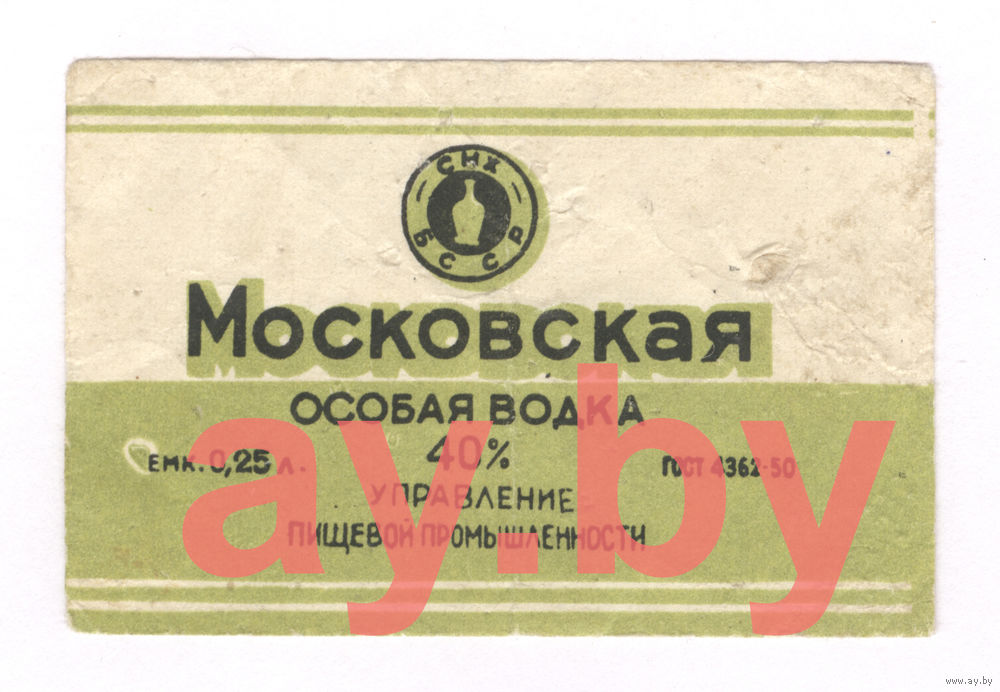 СНХ
БССР
Московская
ОСОБАЯ ВОДКА
40%
ЕМК. 0,25 Л.
ГОСТ 4362-50
УПРАВЛЕНИЕ
ПИЩЕВОЙ ПРОМЫШЛЕННОСТИ
ay.by
www.ay.by